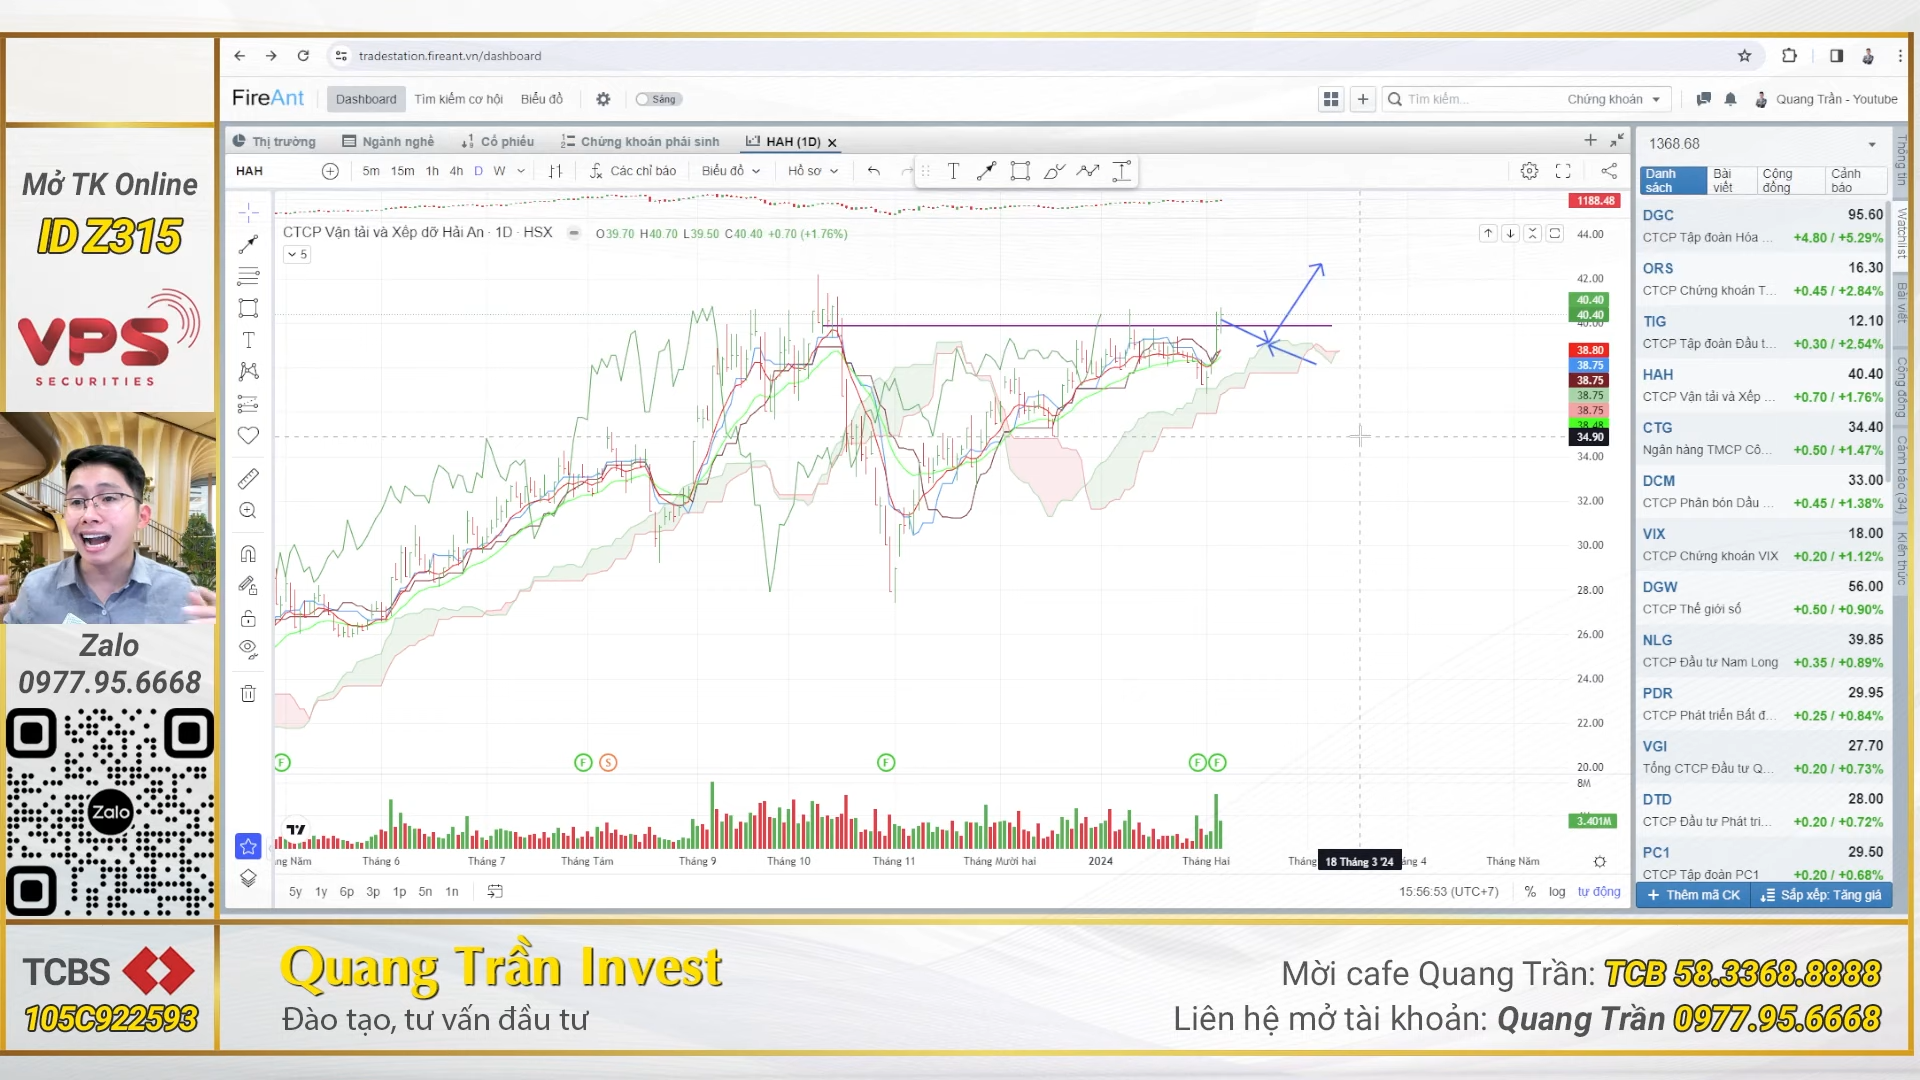 Mở TK Online
ID Z315
VPS
SECURITIES
Zalo
0977.95.6668
Zalo
TCBS
105C922593
tradestation.fireant.vn/dashboard
FireAnt
Dashboard
Tìm kiếm cơ hội
Biểu đồ
Sáng
Tìm kiếm...
Chứng khoán
Quang Trần - Youtube
Thị trường
Ngành nghề
Cổ phiếu
Chứng khoán phái sinh
HAH (1D)
HAH
5m 15m 1h 4h D W
Các chỉ báo
Biểu đồ
Hồ sơ
CTCP Vận tải và Xếp dỡ Hải An · 1D · HSX
O39.70 H40.70 L39.50 C40.40 +0.70 (+1.76%)
5
T
T
1188.48
44.00
42.00
40.40
40.40
40.00
38.80
38.75
38.75
38.75
38.75
38.48
34.90
34.00
32.00
30.00
28.00
26.00
24.00
22.00
20.00
8M
3.401M
F F S F F F
Tháng 6
Tháng 7
Tháng Tám
Tháng 9
Tháng 10
Tháng 11
Tháng Mười hai
2024
Tháng Hai
18 Tháng 3 '24
Tháng Năm
5y 1y 6p 3p 1p 5n 1n
15:56:53 (UTC+7)
% log tự động
1368.68
Danh sách
Bài viết
Cộng đồng
Cảnh báo
DGC 95.60
CTCP Tập đoàn Hóa ... +4.80 / +5.29%
ORS 16.30
CTCP Chứng khoán T... +0.45 / +2.84%
TIG 12.10
CTCP Tập đoàn Đầu t... +0.30 / +2.54%
HAH 40.40
CTCP Vận tải và Xếp ... +0.70 / +1.76%
CTG 34.40
Ngân hàng TMCP Cô... +0.50 / +1.47%
DCM 33.00
CTCP Phân bón Dầu ... +0.45 / +1.38%
VIX 18.00
CTCP Chứng khoán VIX +0.20 / +1.12%
DGW 56.00
CTCP Thế giới số +0.50 / +0.90%
NLG 39.85
CTCP Đầu tư Nam Long +0.35 / +0.89%
PDR 29.95
CTCP Phát triển Bất đ... +0.25 / +0.84%
VGI 27.70
Tổng CTCP Đầu tư Q... +0.20 / +0.73%
DTD 28.00
CTCP Đầu tư Phát tri... +0.20 / +0.72%
PC1 29.50
CTCP Tập đoàn PC1 +0.20 / +0.68%
Thêm mã CK
Sắp xếp: Tăng giá
Thông tin
Watchlist
Bài viết
Cộng đồng
Cảnh báo (34)
Kiến thức
Quang Trần Invest
Đào tạo, tư vấn đầu tư
Mời cafe Quang Trần: TCB 58.3368.8888
Liên hệ mở tài khoản: Quang Trần 0977.95.6668